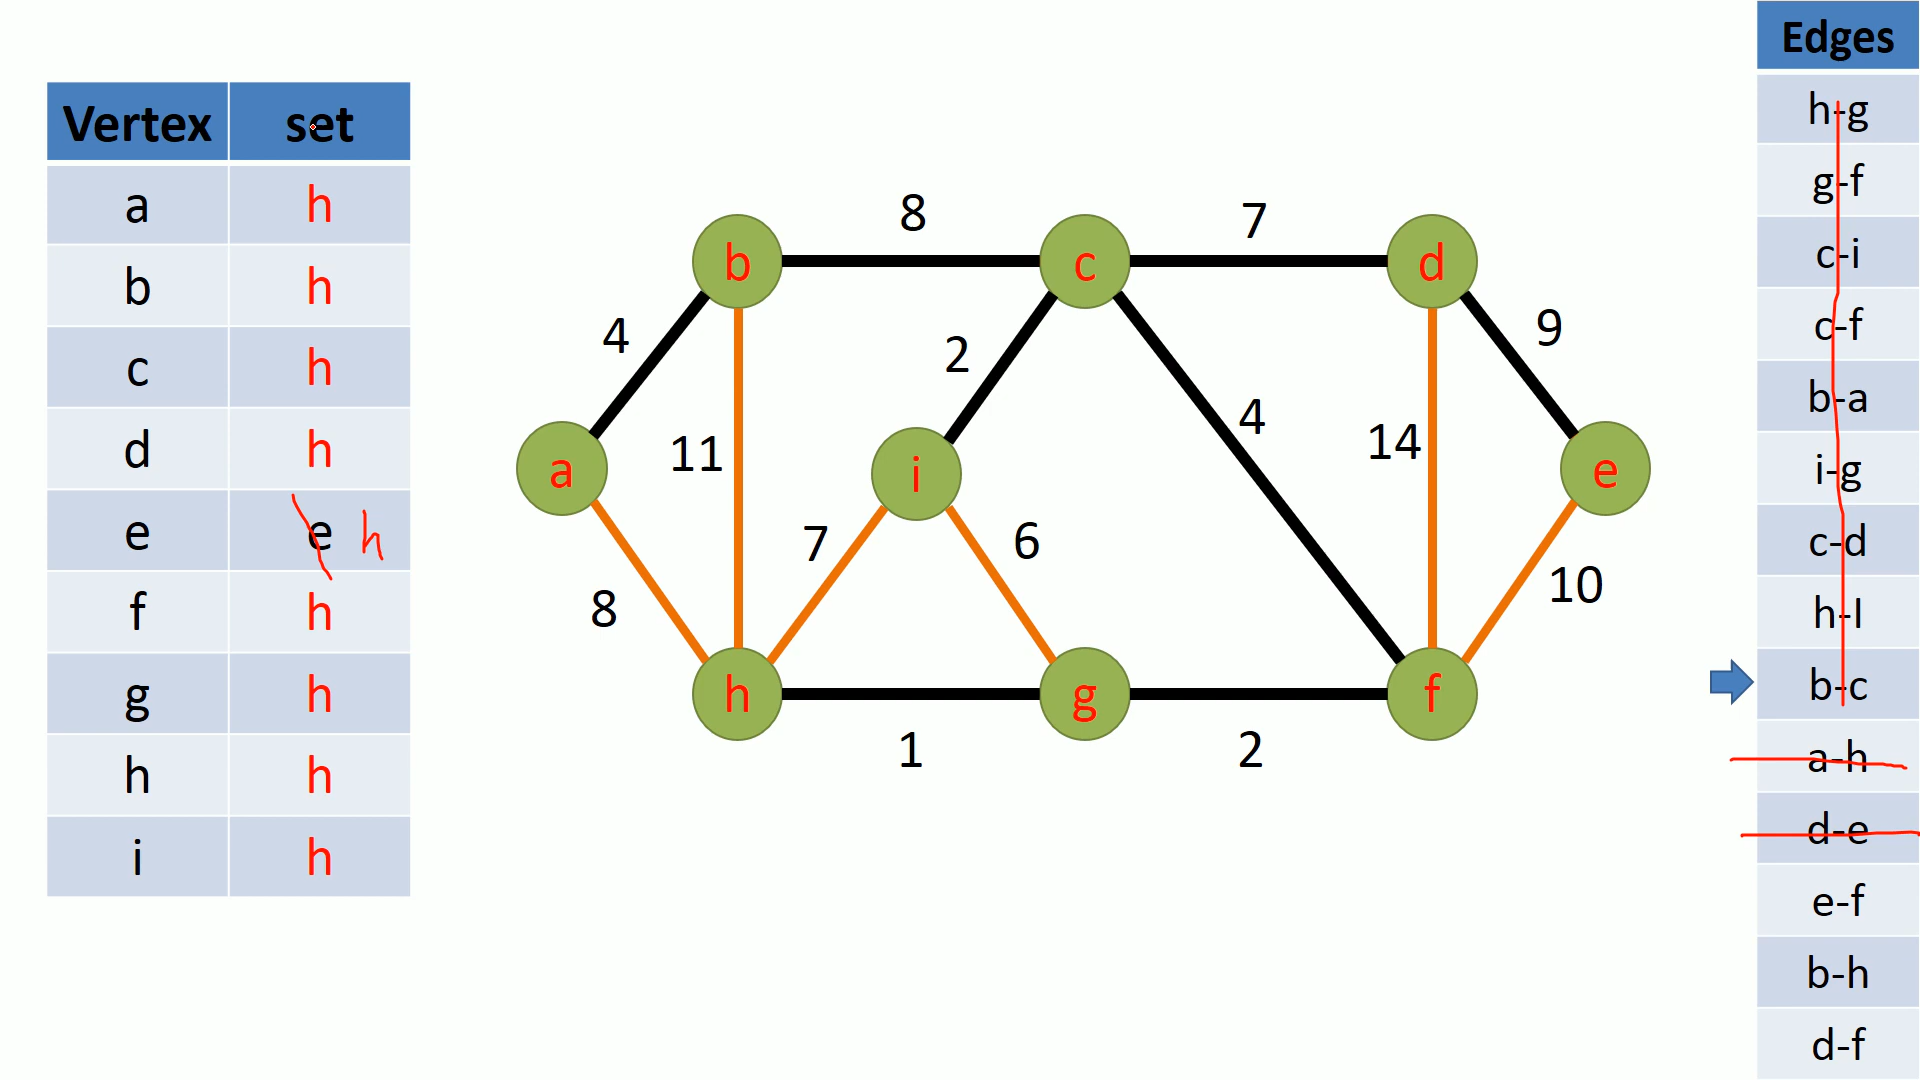 Vertex set
a h
b h
c h
d h
e e h
f h
g h
h h
i h
8
7
b
c
d
4
2
9
11
4
14
a
i
e
7
6
8
10
h
g
f
1
2
Edges
h-g
g-f
c-i
c-f
b-a
i-g
c-d
h-I
b-c
a-h
d-e
e-f
b-h
d-f